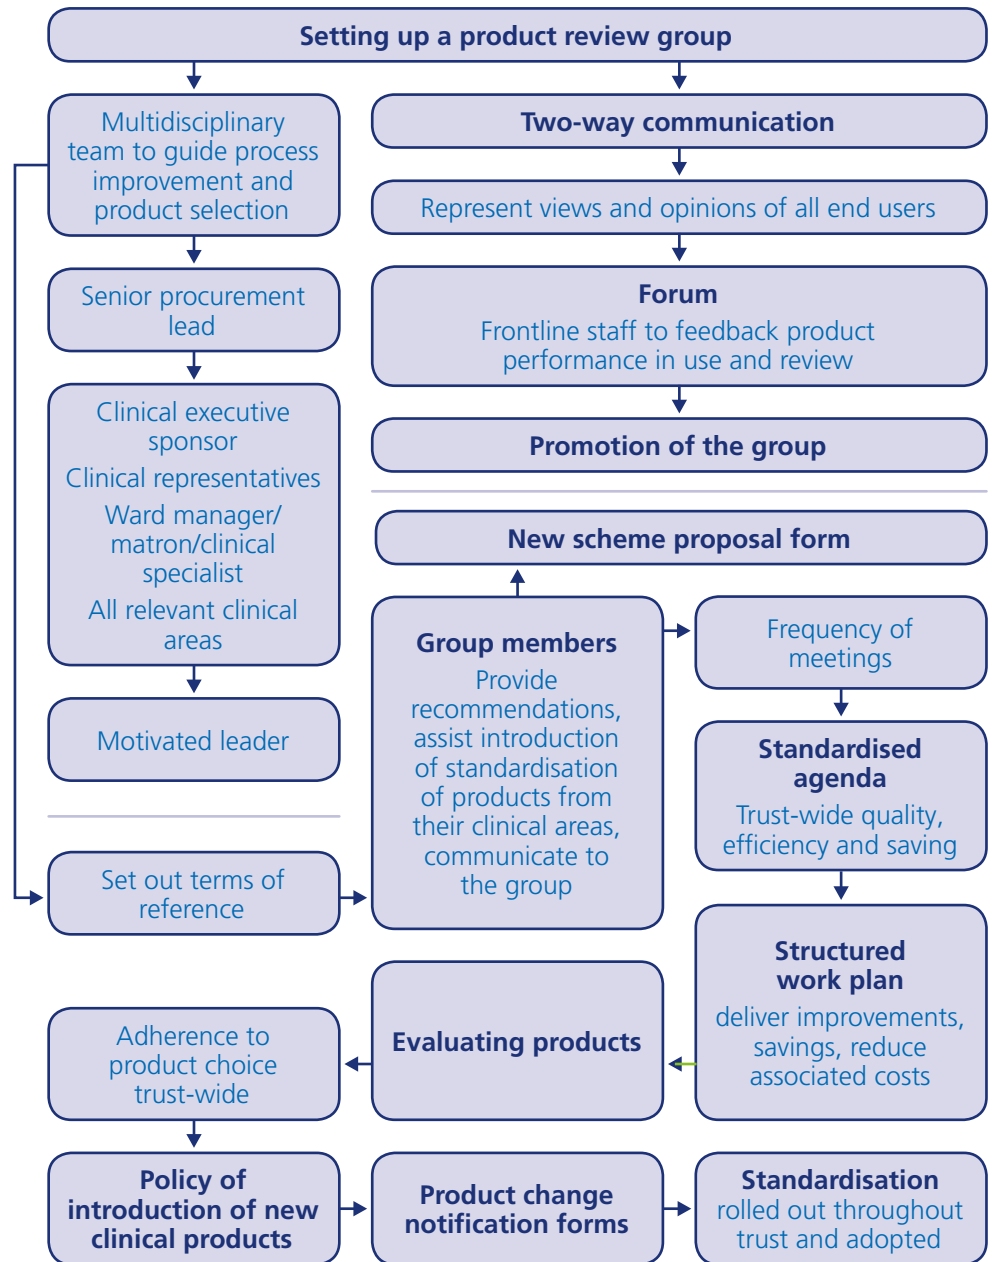 Setting up a product review group
Multidisciplinary
team to guide process
improvement and
product selection
Senior procurement
lead
Clinical executive
sponsor
Clinical representatives
Ward manager/
matron/clinical
specialist
All relevant clinical
areas
Motivated leader
Two-way communication
Represent views and opinions of all end users
Forum
Frontline staff to feedback product
performance in use and review
Promotion of the group
New scheme proposal form
Set out terms of
reference
Group members
Provide
recommendations,
assist introduction
of standardisation
of products from
their clinical areas,
communicate to
the group
Frequency of
meetings
Standardised
agenda
Trust-wide quality,
efficiency and saving
Structured
work plan
deliver improvements,
savings, reduce
associated costs
Evaluating products
Adherence to
product choice
trust-wide
Policy of
introduction of new
clinical products
Product change
notification forms
Standardisation
rolled out throughout
trust and adopted